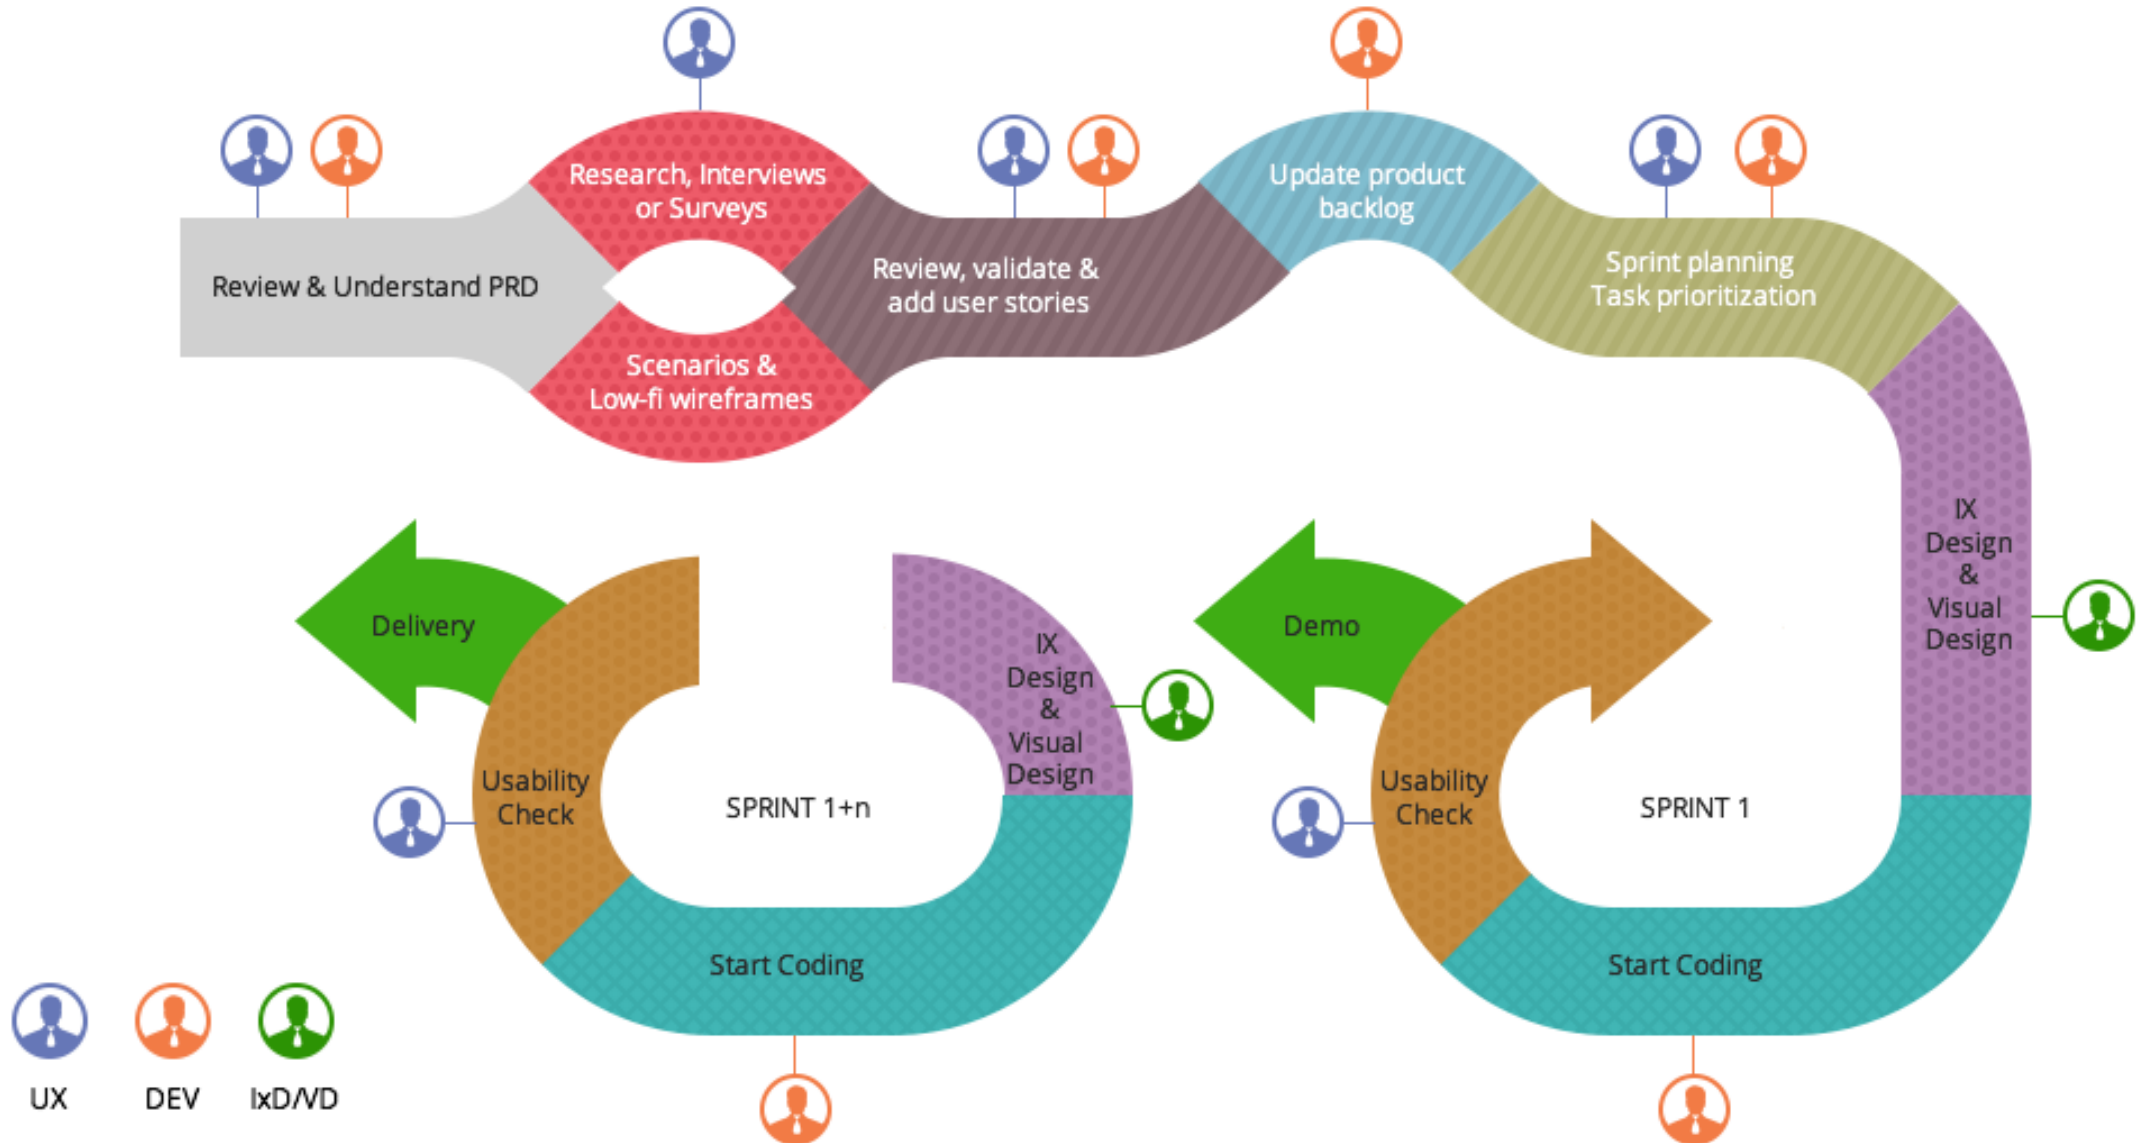 Research, Interviews
or Surveys
Update product
backlog
Review & Understand PRD
Review, validate &
add user stories
Sprint planning
Task prioritization
Scenarios &
Low-fi wireframes
IX
Design
&
Visual
Design
Delivery
IX
Design
&
Visual
Design
Demo
Usability
Check
SPRINT 1+n
Usability
Check
SPRINT 1
Start Coding
Start Coding
UX
DEV
IxD/VD